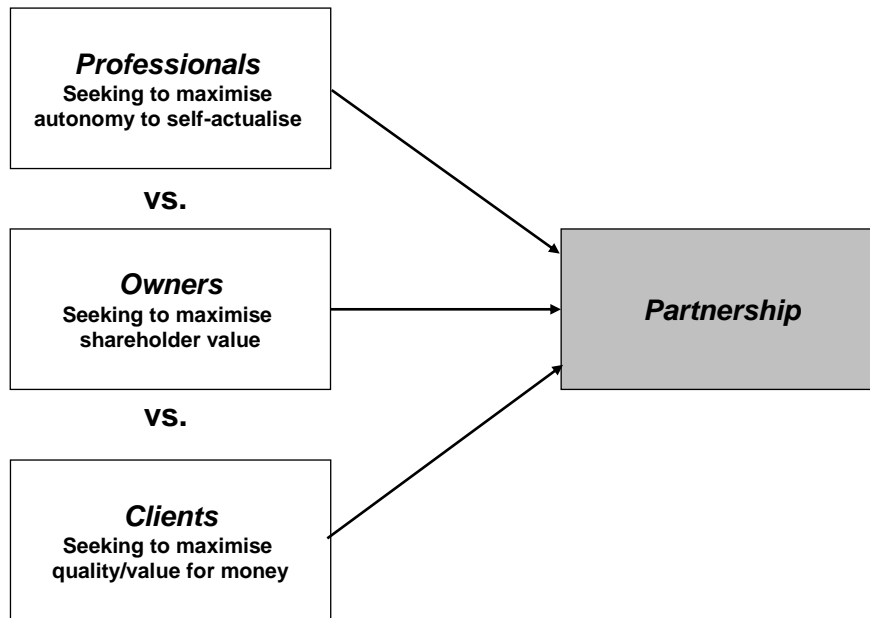 Professionals
Seeking to maximise
autonomy to self-actualise
vs.
Owners
Seeking to maximise
shareholder value
Partnership
vs.
Clients
Seeking to maximise
quality/value for money